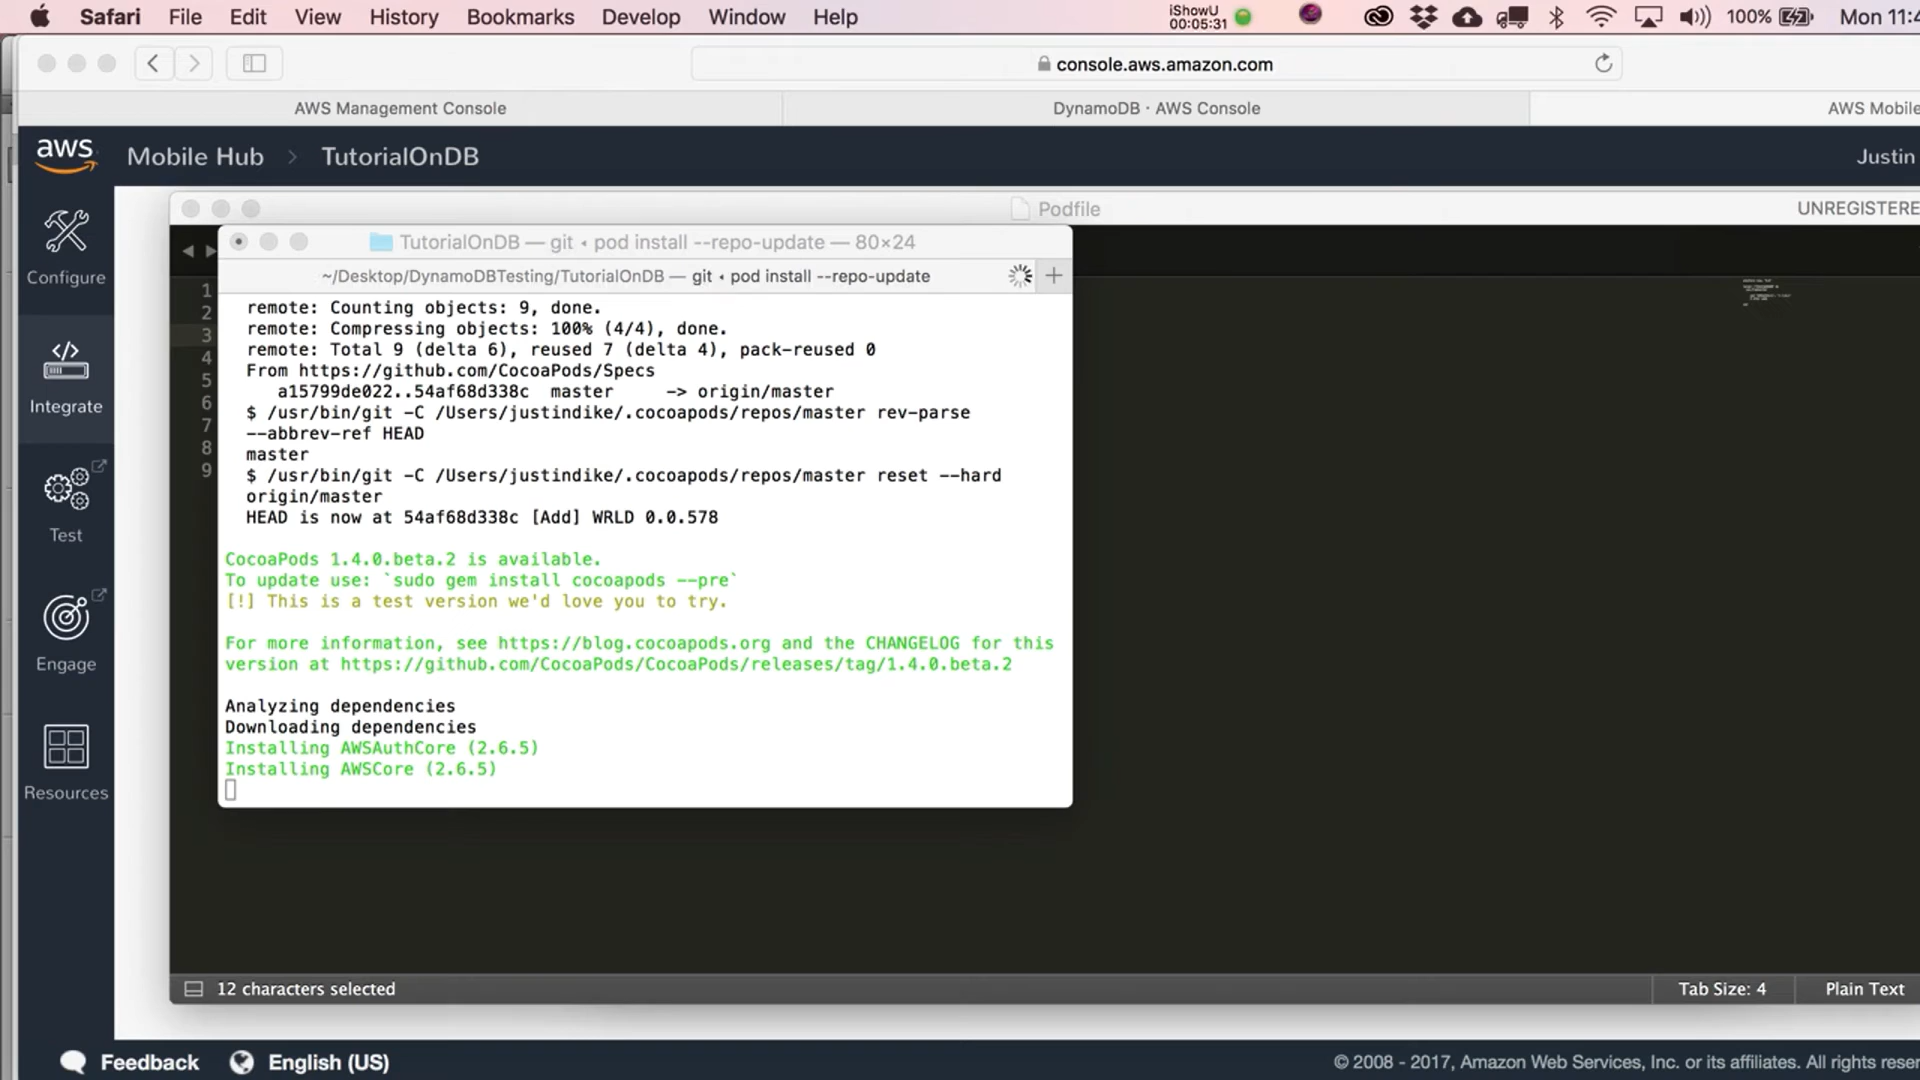 Safari File Edit View History Bookmarks Develop Window Help iShowU 00:05:31 100% Mon 11:4
console.aws.amazon.com
AWS Management Console DynamoDB · AWS Console AWS Mobile
aws Mobile Hub > TutorialOnDB Justin
Podfile UNREGISTERE
TutorialOnDB — git ◂ pod install --repo-update — 80×24
~/Desktop/DynamoDBTesting/TutorialOnDB — git ◂ pod install --repo-update +
Configure
Integrate
Test
Engage
Resources
1
2
3
4
5
6
7
8
9
remote: Counting objects: 9, done.
remote: Compressing objects: 100% (4/4), done.
remote: Total 9 (delta 6), reused 7 (delta 4), pack-reused 0
From https://github.com/CocoaPods/Specs
a15799de022..54af68d338c master -> origin/master
$ /usr/bin/git -C /Users/justindike/.cocoapods/repos/master rev-parse
--abbrev-ref HEAD
master
$ /usr/bin/git -C /Users/justindike/.cocoapods/repos/master reset --hard
origin/master
HEAD is now at 54af68d338c [Add] WRLD 0.0.578
CocoaPods 1.4.0.beta.2 is available.
To update use: `sudo gem install cocoapods --pre`
[!] This is a test version we'd love you to try.
For more information, see https://blog.cocoapods.org and the CHANGELOG for this
version at https://github.com/CocoaPods/CocoaPods/releases/tag/1.4.0.beta.2
Analyzing dependencies
Downloading dependencies
Installing AWSAuthCore (2.6.5)
Installing AWSCore (2.6.5)
12 characters selected Tab Size: 4 Plain Text
Feedback English (US) © 2008 - 2017, Amazon Web Services, Inc. or its affiliates. All rights rese